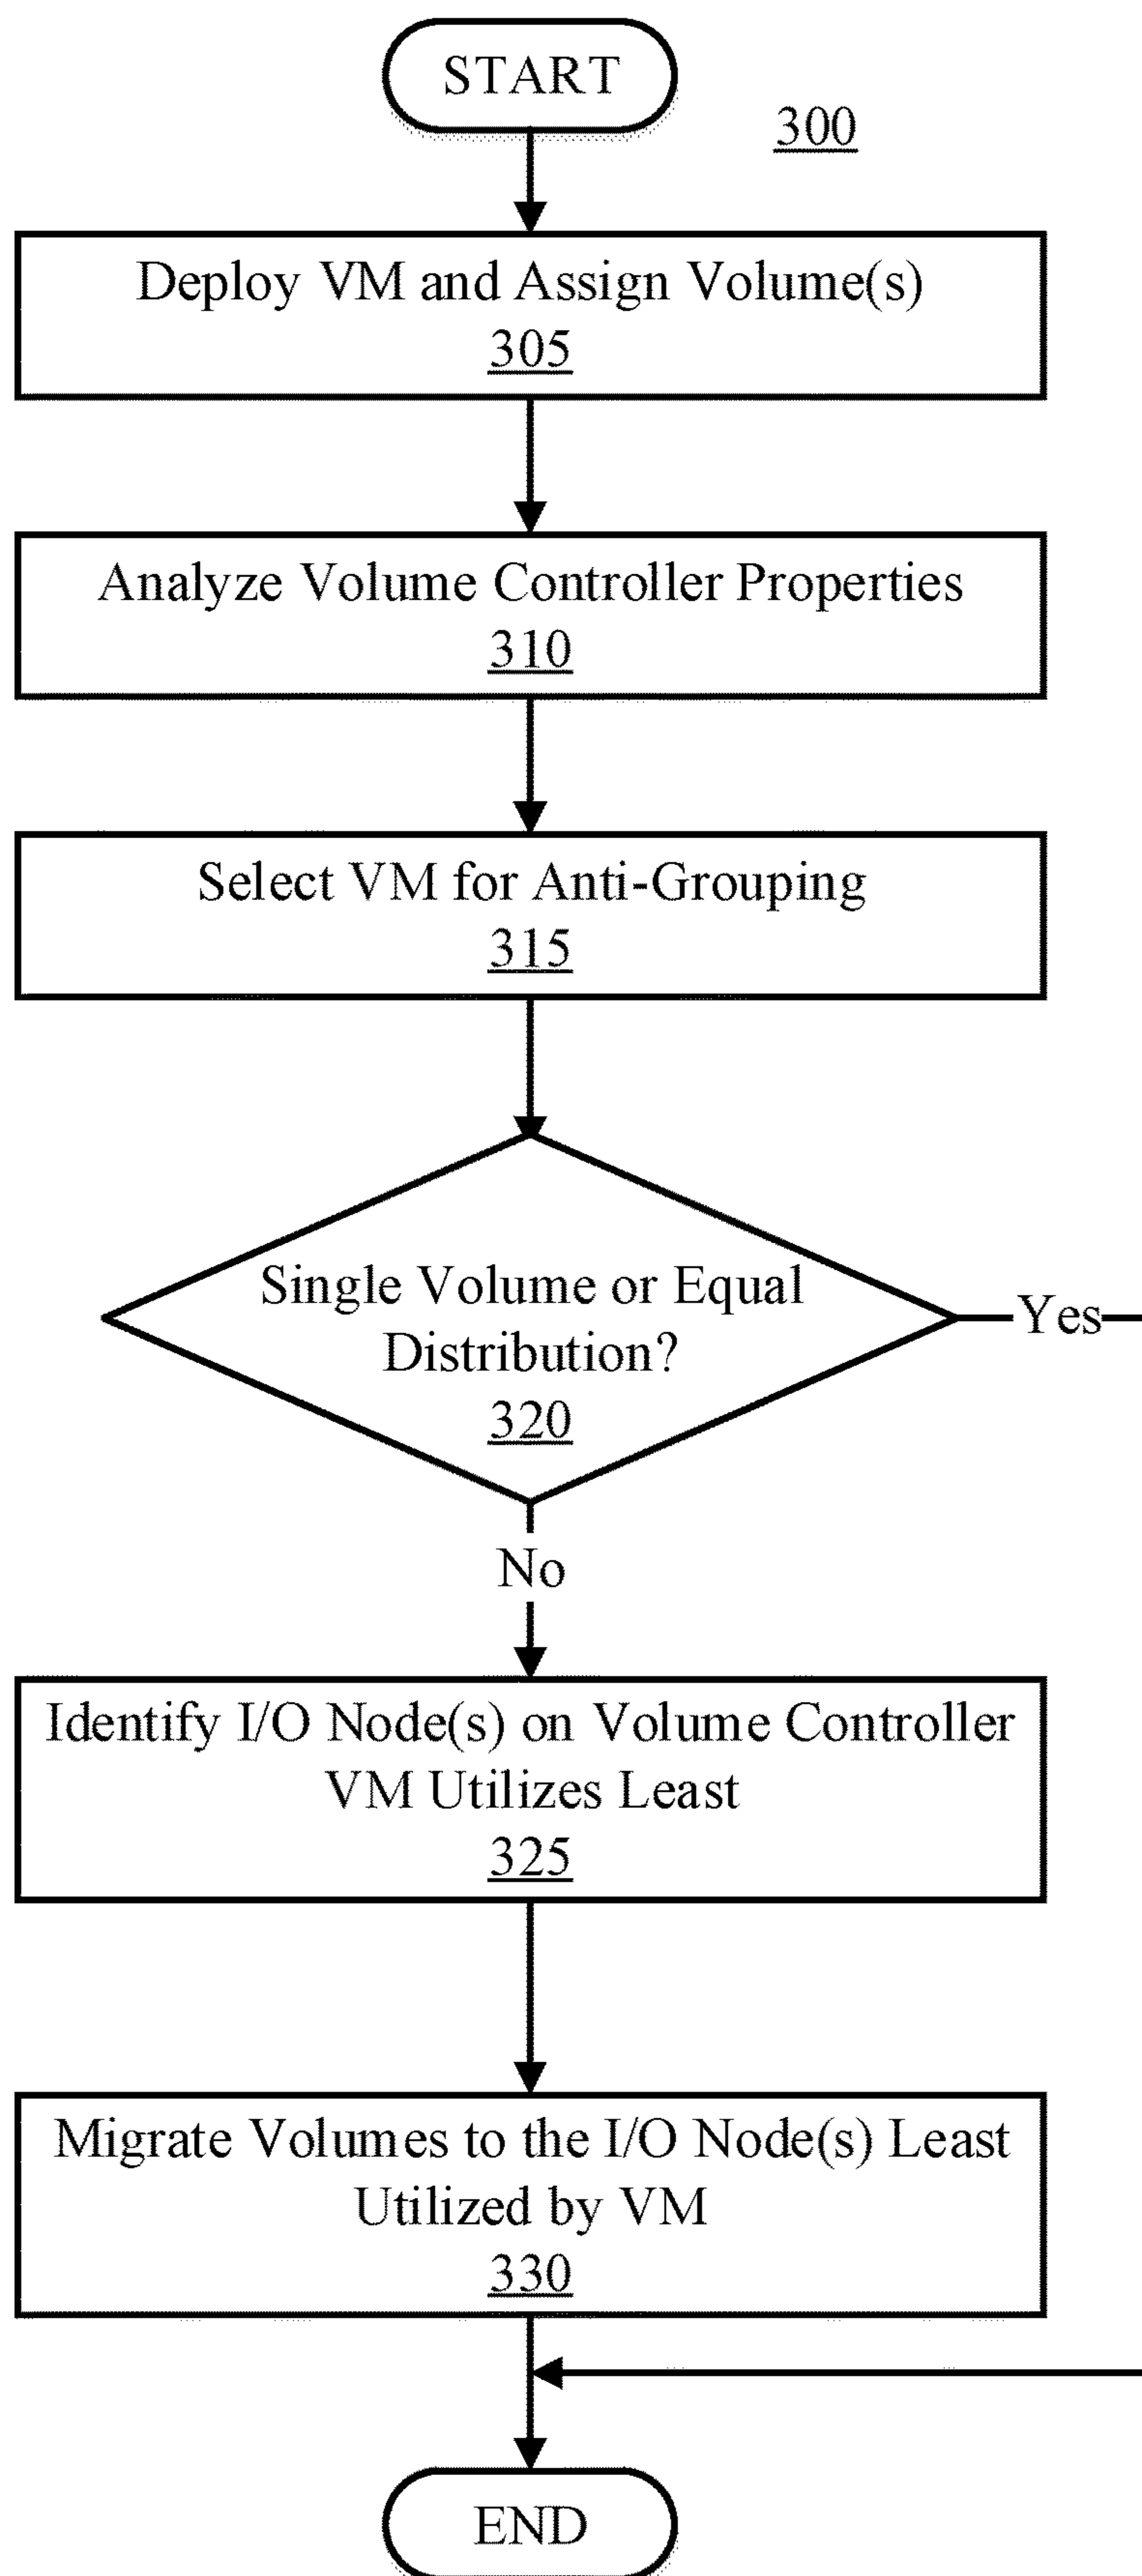 START
300
Deploy VM and Assign Volume(s)
305
Analyze Volume Controller Properties
310
Select VM for Anti-Grouping
315
Single Volume or Equal
Distribution?
320
Yes
No
Identify I/O Node(s) on Volume Controller
VM Utilizes Least
325
Migrate Volumes to the I/O Node(s) Least
Utilized by VM
330
END